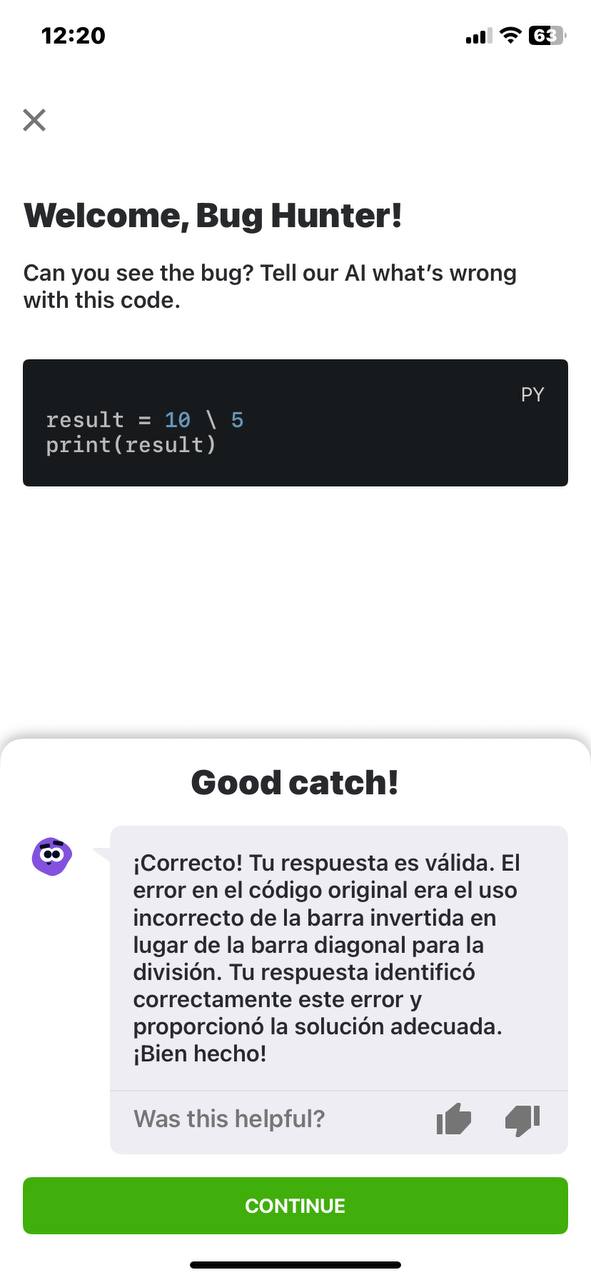 12:20
63
Welcome, Bug Hunter!
Can you see the bug? Tell our AI what's wrong
with this code.
PY
result = 10 \ 5
print(result)
Good catch!
¡Correcto! Tu respuesta es válida. El
error en el código original era el uso
incorrecto de la barra invertida en
lugar de la barra diagonal para la
división. Tu respuesta identificó
correctamente este error y
proporcionó la solución adecuada.
¡Bien hecho!
Was this helpful?
CONTINUE